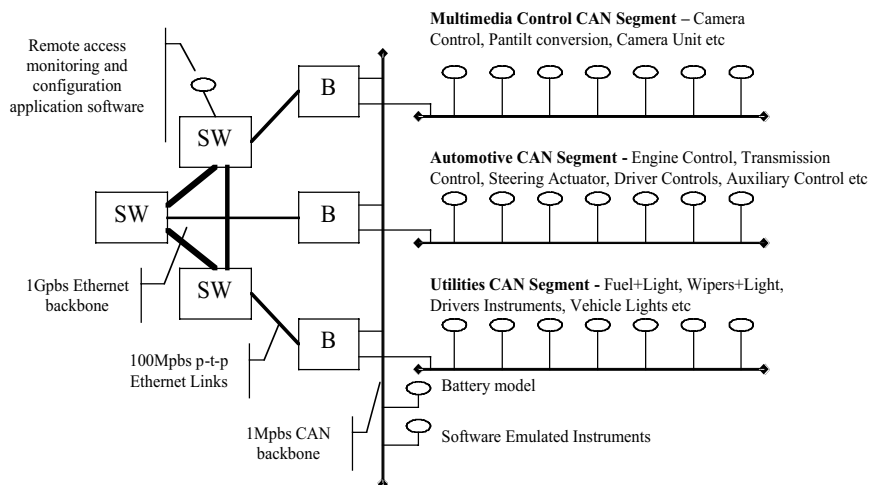 Remote access
monitoring and
configuration
application software
Multimedia Control CAN Segment – Camera
Control, Pantilt conversion, Camera Unit etc
B
SW
Automotive CAN Segment - Engine Control, Transmission
Control, Steering Actuator, Driver Controls, Auxiliary Control etc
SW
B
1Gpbs Ethernet
backbone
SW
Utilities CAN Segment - Fuel+Light, Wipers+Light,
Drivers Instruments, Vehicle Lights etc
B
100Mpbs p-t-p
Ethernet Links
Battery model
1Mpbs CAN
backbone
Software Emulated Instruments